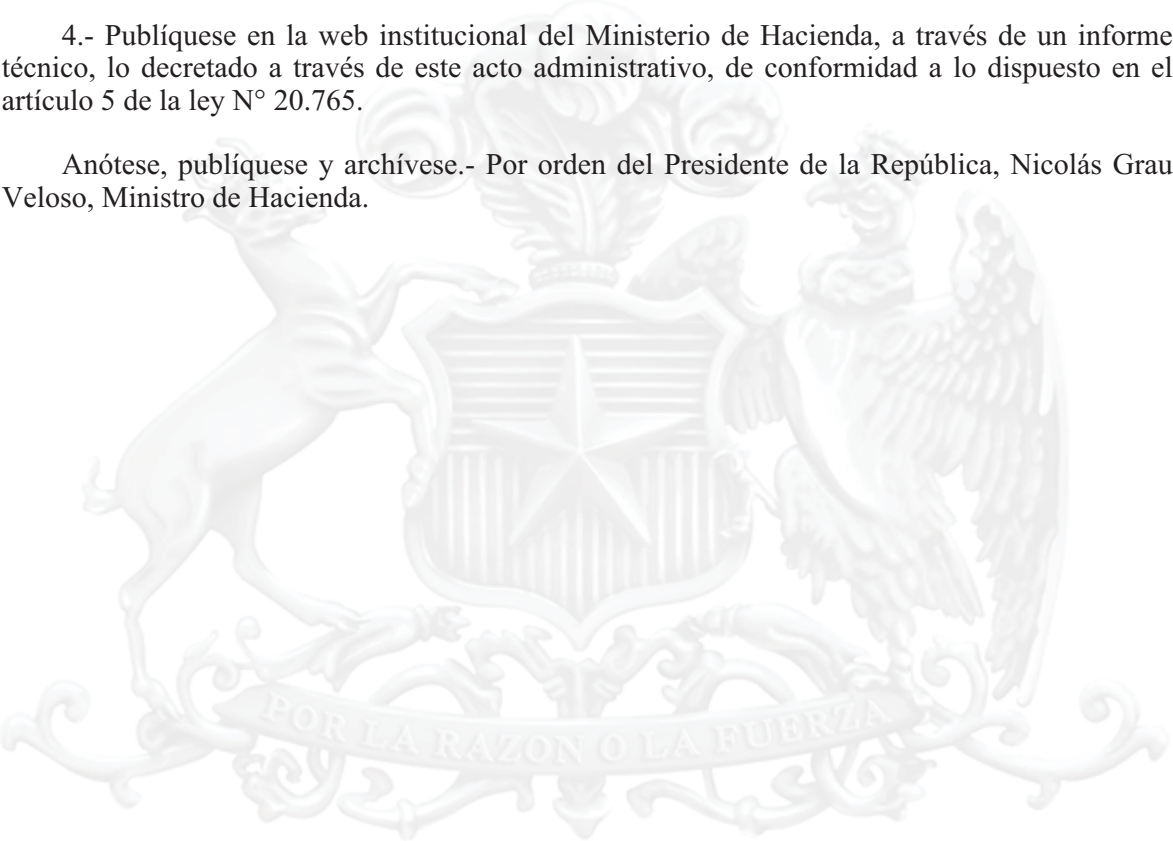 4.- Publíquese en la web institucional del Ministerio de Hacienda, a través de un informe
técnico, lo decretado a través de este acto administrativo, de conformidad a lo dispuesto en el
artículo 5 de la ley N° 20.765.
Anótese, publíquese y archívese.- Por orden del Presidente de la República, Nicolás Grau
Veloso, Ministro de Hacienda.
POR LA RAZON O LA FUERZA